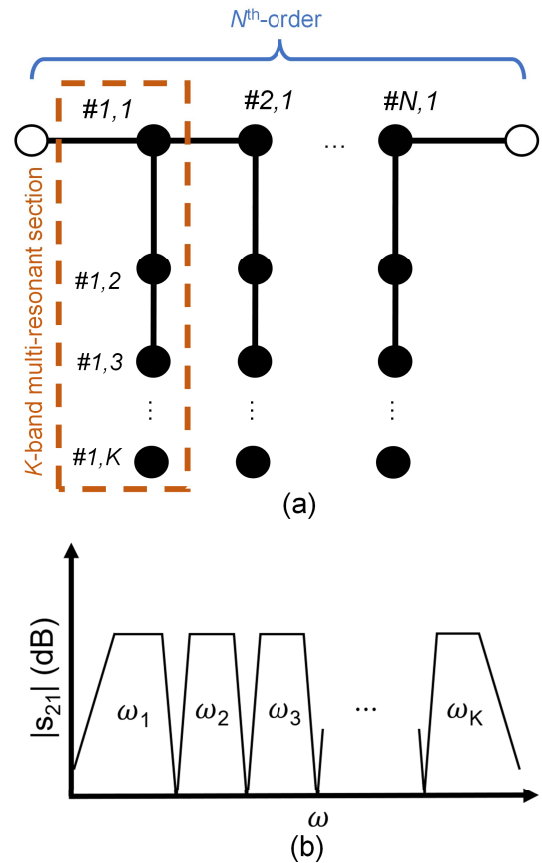 Nth-order
#1,1 #2,1 #N,1
...
K-band multi-resonant section
#1,2
#1,3
... ... ...
#1,K
(a)
|s21| (dB)
ω1 ω2 ω3 ... ωK
ω
(b)